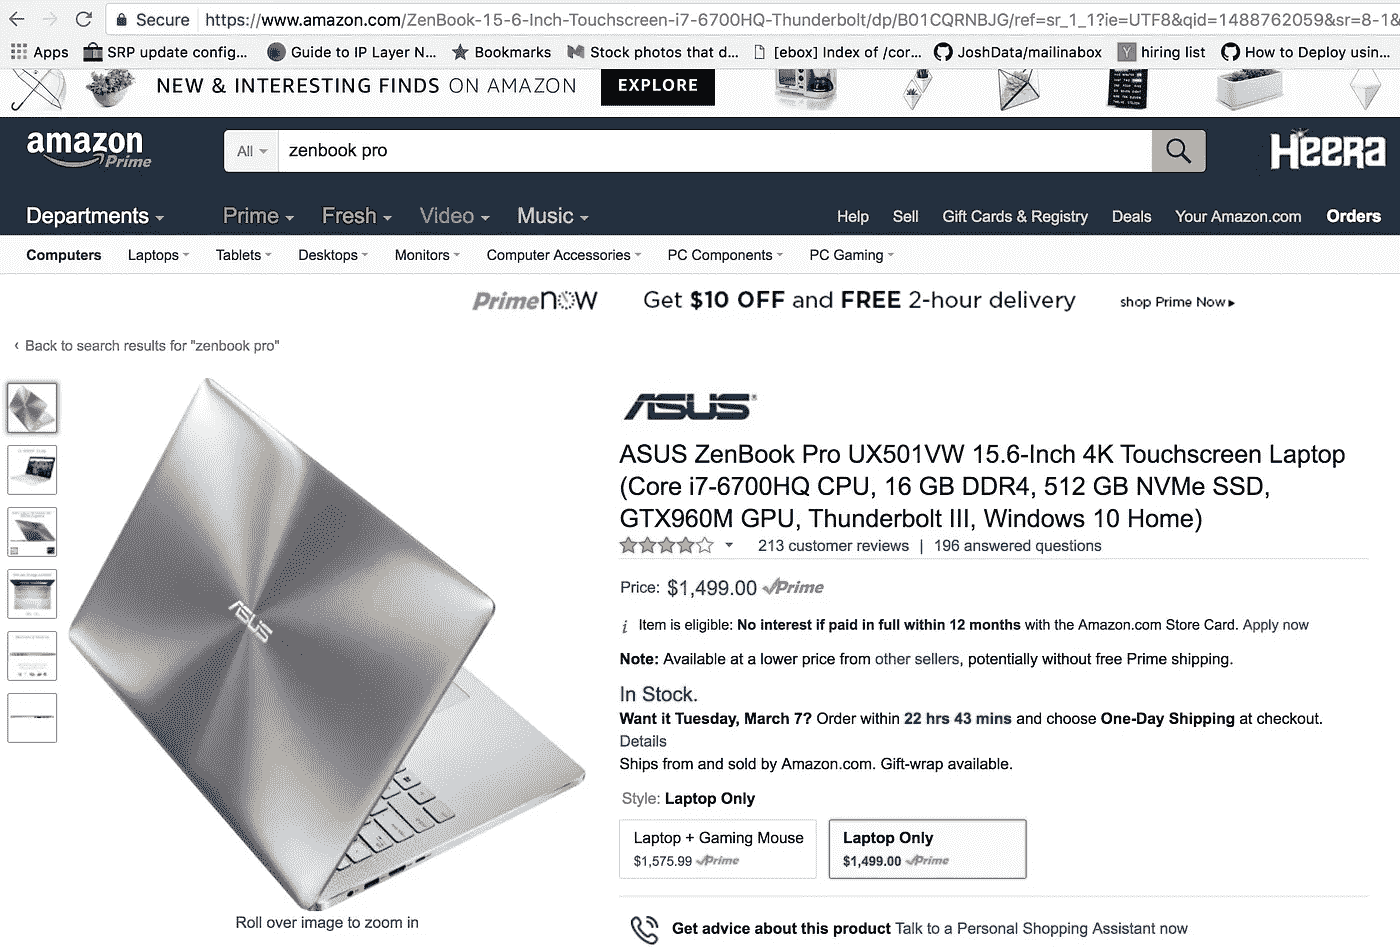 Secure https://www.amazon.com/ZenBook-15-6-Inch-Touchscreen-i7-6700HQ-Thunderbolt/dp/B01CQRNBJG/ref=sr_1_1?ie=UTF8&qid=1488762059&sr=8-1&
Apps SRP update config... Guide to IP Layer N... Bookmarks Stock photos that d... [ebox] Index of /cor... JoshData/mailinabox Y hiring list How to Deploy usin...
NEW & INTERESTING FINDS ON AMAZON EXPLORE
amazon Prime All zenbook pro Heera
Departments Prime Fresh Video Music Help Sell Gift Cards & Registry Deals Your Amazon.com Orders
Computers Laptops Tablets Desktops Monitors Computer Accessories PC Components PC Gaming
Prime NOW Get $10 OFF and FREE 2-hour delivery shop Prime Now
‹ Back to search results for "zenbook pro"
ASUS
ASUS ZenBook Pro UX501VW 15.6-Inch 4K Touchscreen Laptop
(Core i7-6700HQ CPU, 16 GB DDR4, 512 GB NVMe SSD,
GTX960M GPU, Thunderbolt III, Windows 10 Home)
213 customer reviews | 196 answered questions
Price: $1,499.00 Prime
i Item is eligible: No interest if paid in full within 12 months with the Amazon.com Store Card. Apply now
Note: Available at a lower price from other sellers, potentially without free Prime shipping.
ASUS
In Stock.
Want it Tuesday, March 7? Order within 22 hrs 43 mins and choose One-Day Shipping at checkout.
Details
Ships from and sold by Amazon.com. Gift-wrap available.
Style: Laptop Only
Laptop + Gaming Mouse Laptop Only
$1,575.99 Prime $1,499.00 Prime
Roll over image to zoom in
Get advice about this product Talk to a Personal Shopping Assistant now